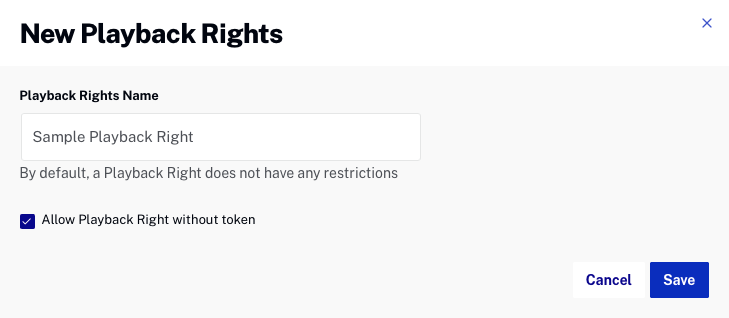 New Playback Rights
Playback Rights Name
Sample Playback Right
By default, a Playback Right does not have any restrictions
Allow Playback Right without token
Cancel Save